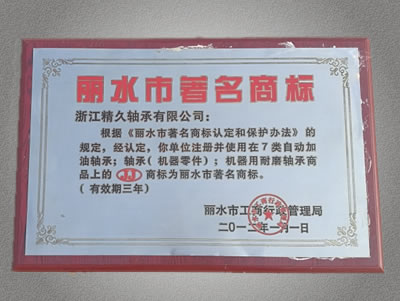 丽水市著名商标
浙江精久轴承有限公司：
根据《丽水市著名商标认定和保护办法》的
规定，经认定，你单位注册并使用在7类自动加
油轴承；轴承（机器零件）；机器用耐磨轴承商
品上的 JJ 商标为丽水市著名商标。
（有效期三年）
丽水市工商行政管理局
二〇一二年一月一日